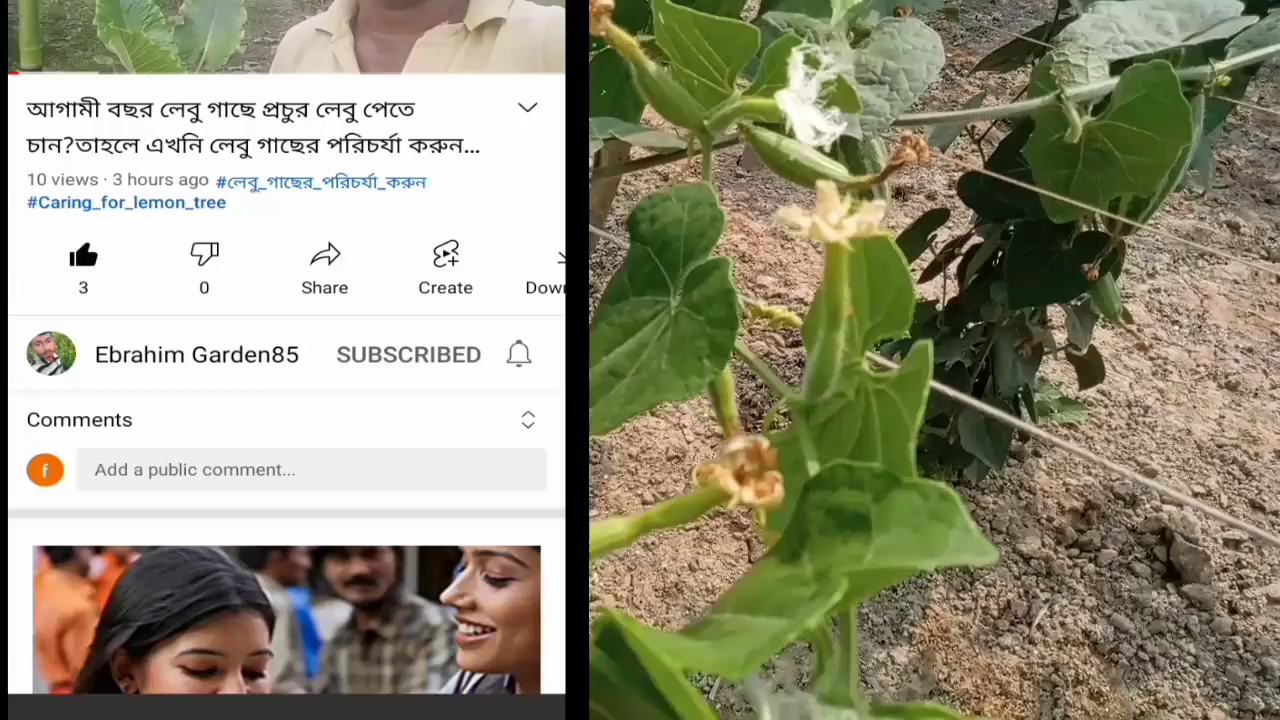 আগামী বছর লেবু গাছে প্রচুর লেবু পেতে
চান?তাহলে এখনি লেবু গাছের পরিচর্যা করুন...
10 views · 3 hours ago #লেবু_গাছের_পরিচর্যা_করুন
#Caring_for_lemon_tree
3 0 Share Create Down
Ebrahim Garden85 SUBSCRIBED
Comments
f Add a public comment...